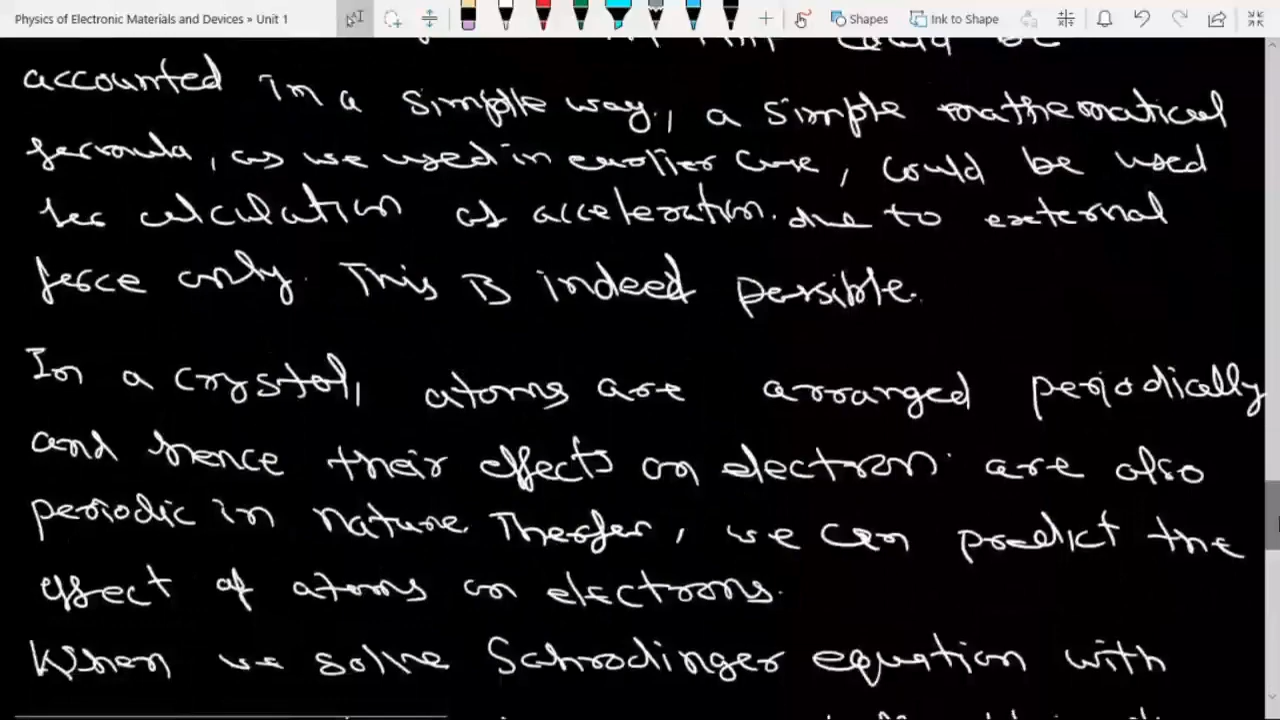 Physics of Electronic Materials and Devices » Unit 1
Shapes
Ink to Shape
could be
accounted in a simple way, a simple mathematical
formula, as we used in earlier case, could be used
for calculation of acceleration due to external
force only. This is indeed possible.
In a crystal, atoms are arranged periodically
and hence their effects on electron are also
periodic in nature. Therfor, we can predict the
effect of atoms on electrons.
When we solve Schrodinger equation with